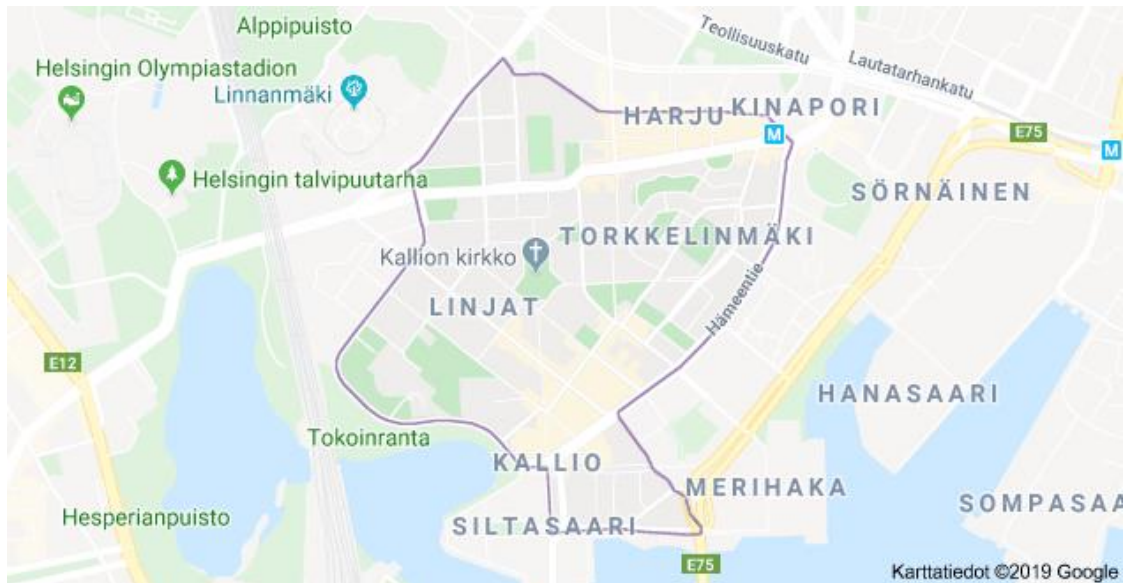 Alppipuisto
Teollisuuskatu
Lautatarhankatu
Helsingin Olympiastadion
Linnanmäki
HARJU
KINAPORI
M
E75
M
Helsingin talvipuutarha
SÖRNÄINEN
Kallion kirkko
TORKKELINMÄKI
LINJAT
Hämeentie
E12
HANASAARI
Tokoinranta
KALLIO
MERIHAKA
SOMPASAA
Hesperianpuisto
SILTASAARI
E75
Karttatiedot ©2019 Google